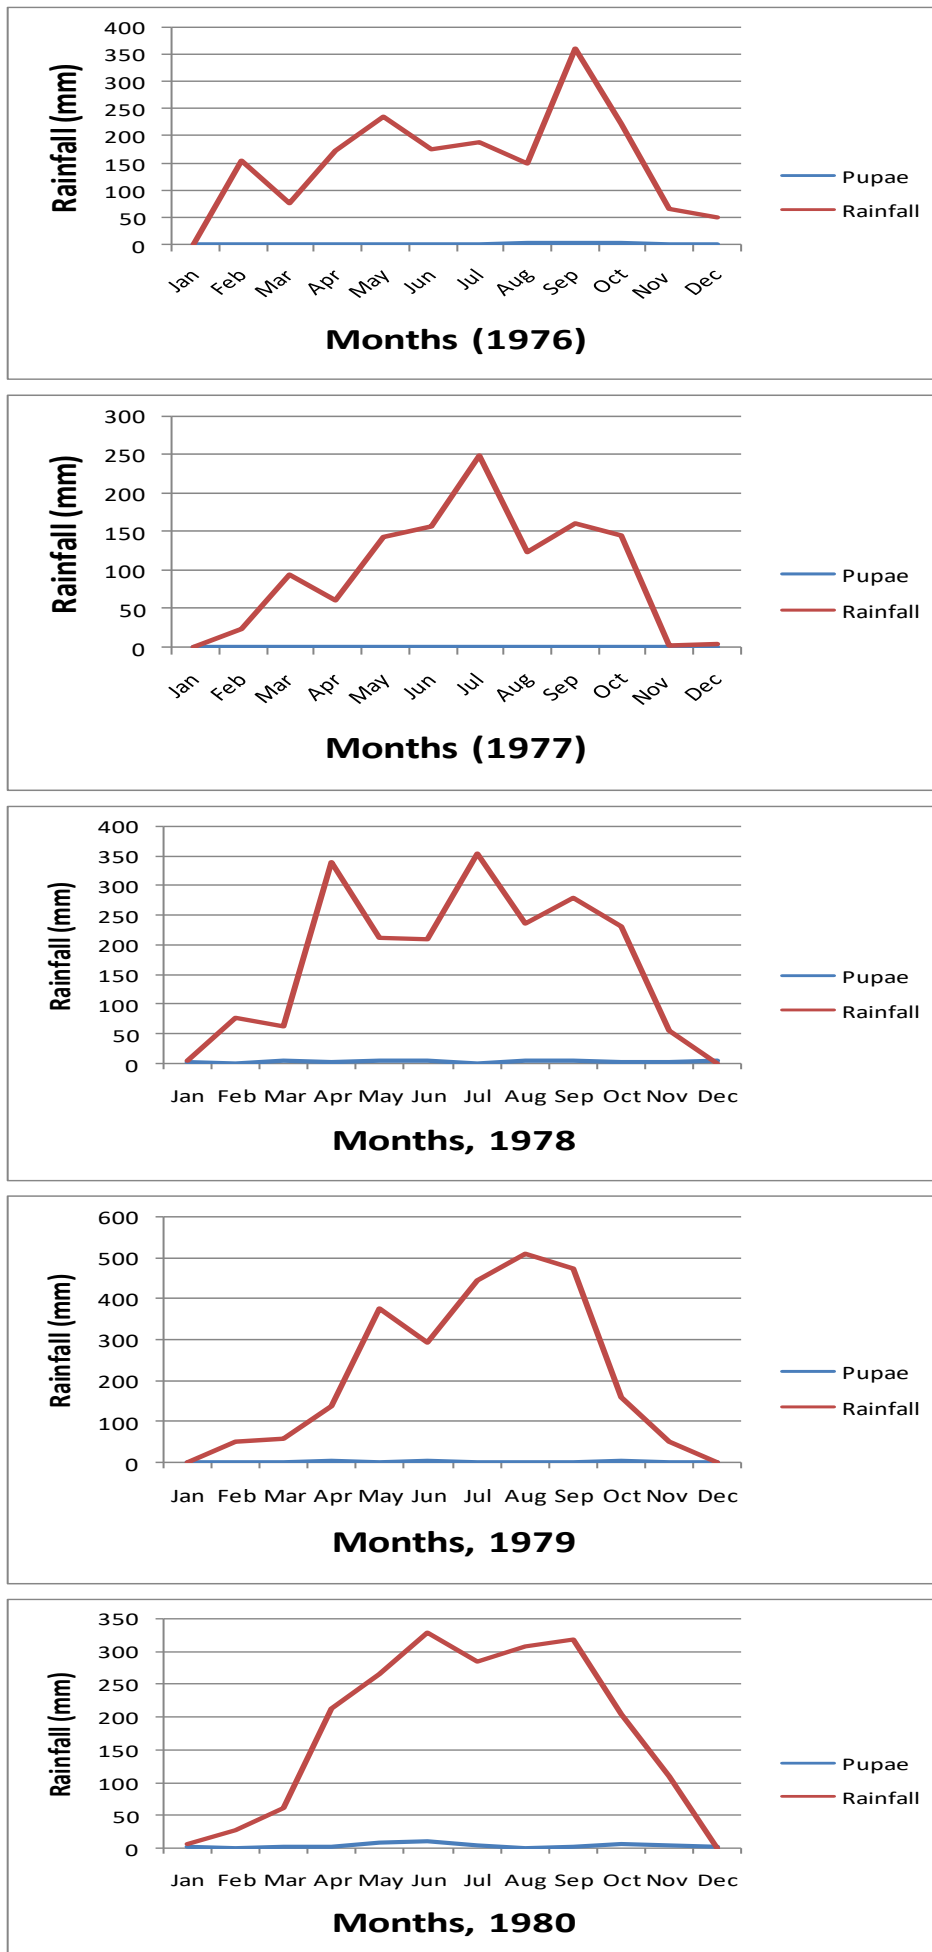 400
350
300
250
200
150
100
50
0
Rainfall (mm)
Jan Feb Mar Apr May Jun Jul Aug Sep Oct Nov Dec
Months (1976)
Pupae
Rainfall
300
250
200
150
100
50
0
Rainfall (mm)
Jan Feb Mar Apr May Jun Jul Aug Sep Oct Nov Dec
Months (1977)
Pupae
Rainfall
400
350
300
250
200
150
100
50
0
Rainfall (mm)
Jan Feb Mar Apr May Jun Jul Aug Sep Oct Nov Dec
Months, 1978
Pupae
Rainfall
600
500
400
300
200
100
0
Rainfall (mm)
Jan Feb Mar Apr May Jun Jul Aug Sep Oct Nov Dec
Months, 1979
Pupae
Rainfall
350
300
250
200
150
100
50
0
Rainfall (mm)
Jan Feb Mar Apr May Jun Jul Aug Sep Oct Nov Dec
Months, 1980
Pupae
Rainfall